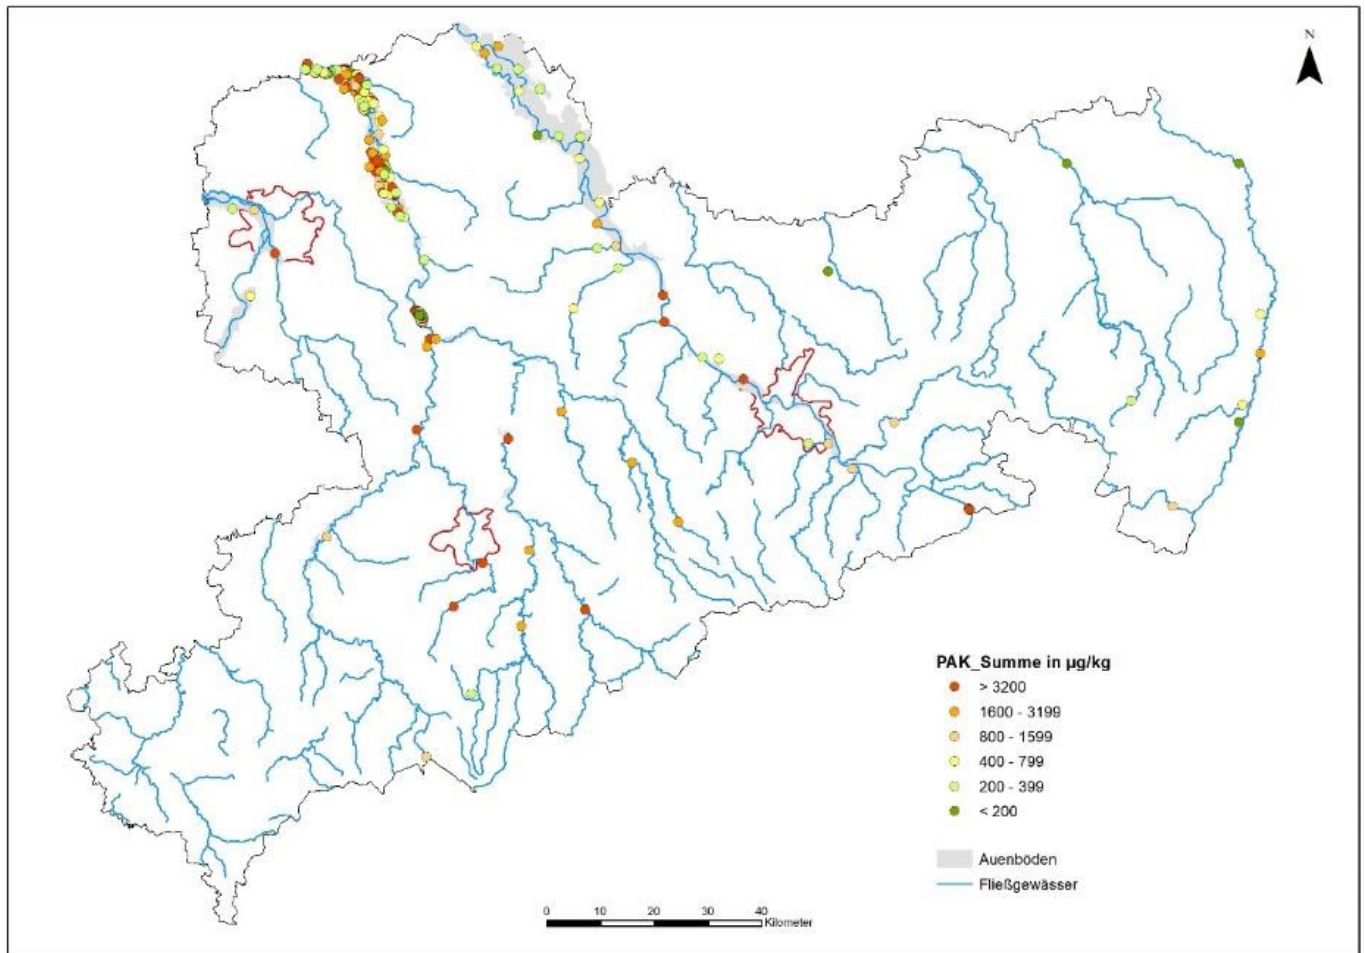 N
PAK_Summe in µg/kg
> 3200
1600 - 3199
800 - 1599
400 - 799
200 - 399
< 200
Auenböden
Fließgewässer
0 10 20 30 40
Kilometer